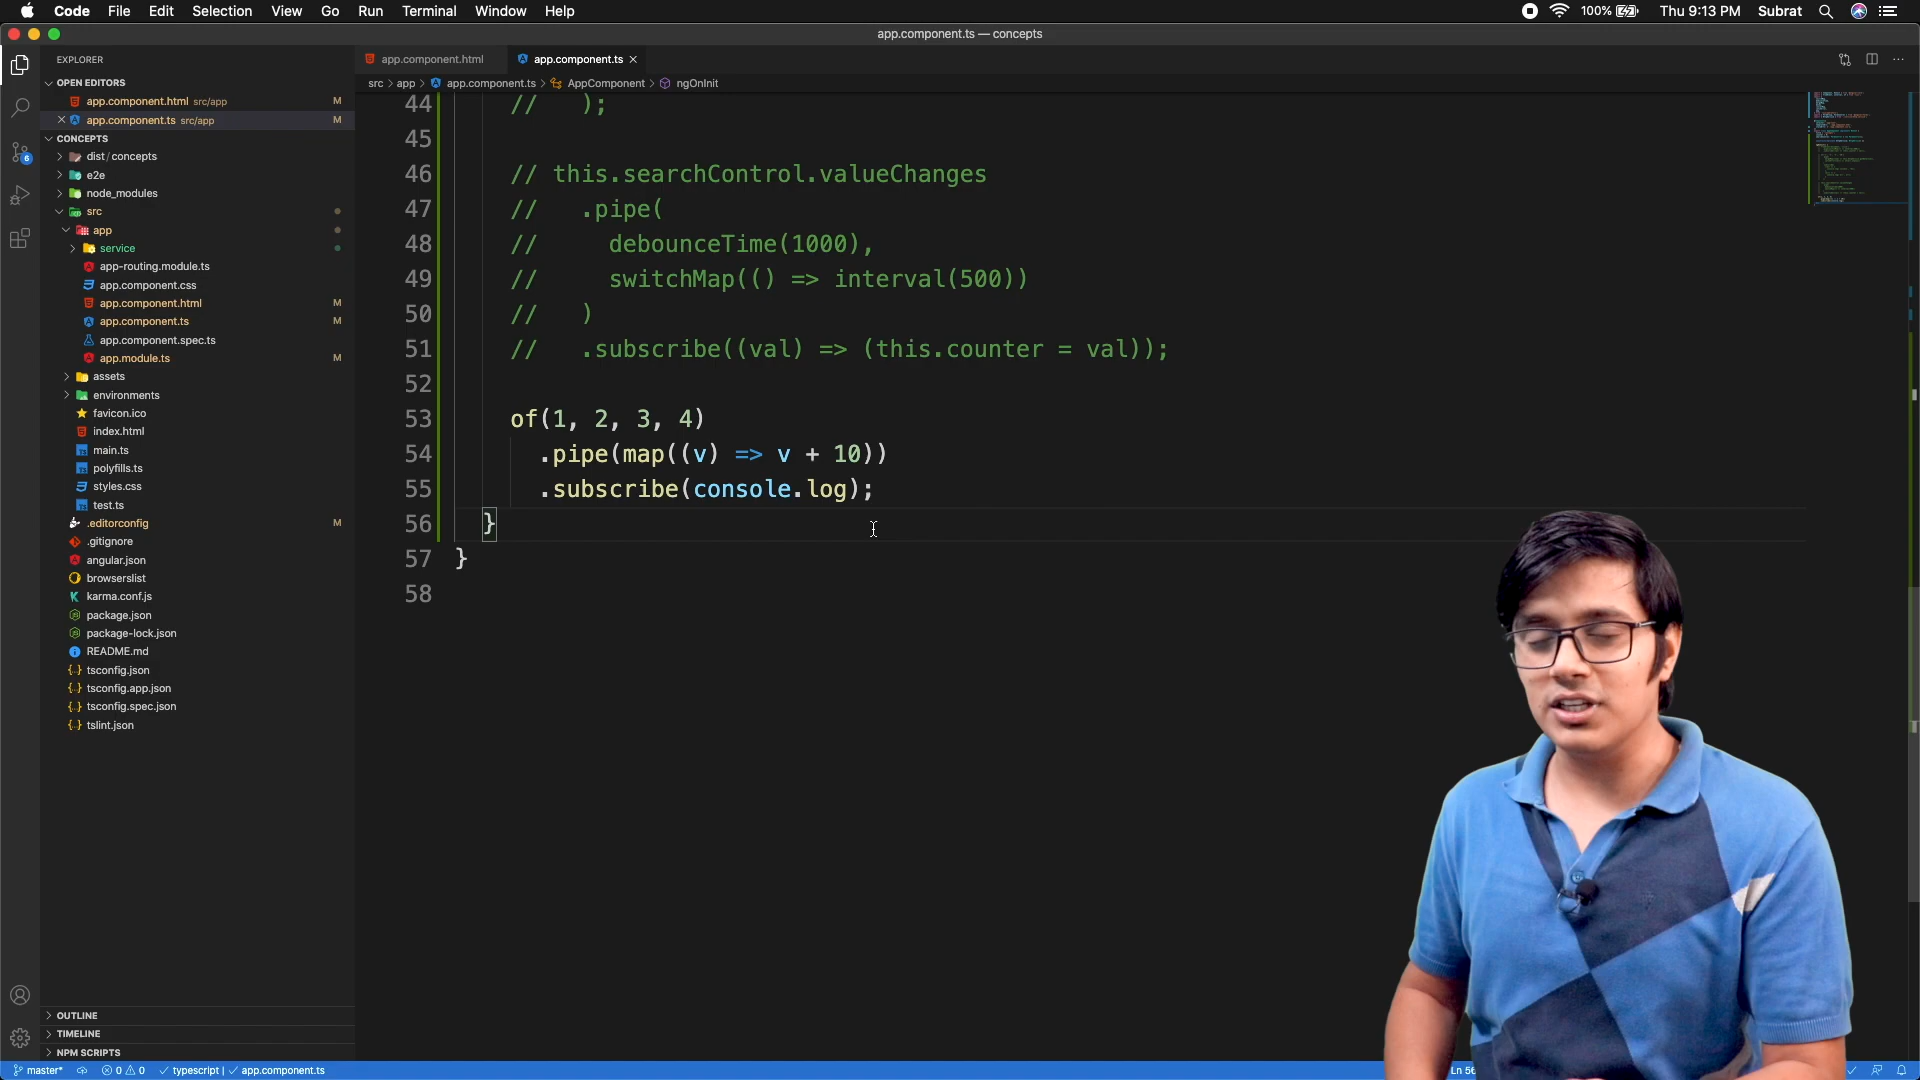 Code File Edit Selection View Go Run Terminal Window Help 100% Thu 9:13 PM Subrat
app.component.ts — concepts
EXPLORER
app.component.html
app.component.ts
OPEN EDITORS
src > app > app.component.ts > AppComponent > ngOnInit
app.component.html src/app M
app.component.ts src/app M
CONCEPTS
dist/concepts
e2e
node_modules
src
app
service
app-routing.module.ts
app.component.css
app.component.html M
app.component.ts M
app.component.spec.ts
app.module.ts M
assets
environments
favicon.ico
index.html
main.ts
polyfills.ts
styles.css
test.ts
.editorconfig M
.gitignore
angular.json
browserslist
karma.conf.js
package.json
package-lock.json
README.md
tsconfig.json
tsconfig.app.json
tsconfig.spec.json
tslint.json
OUTLINE
TIMELINE
NPM SCRIPTS
44 // );
45
46 // this.searchControl.valueChanges
47 // .pipe(
48 // debounceTime(1000),
49 // switchMap(() => interval(500))
50 // )
51 // .subscribe((val) => (this.counter = val));
52
53 of(1, 2, 3, 4)
54 .pipe(map((v) => v + 10))
55 .subscribe(console.log);
56 }
57 }
58
6
master* 0 0 typescript | app.component.ts Ln 56